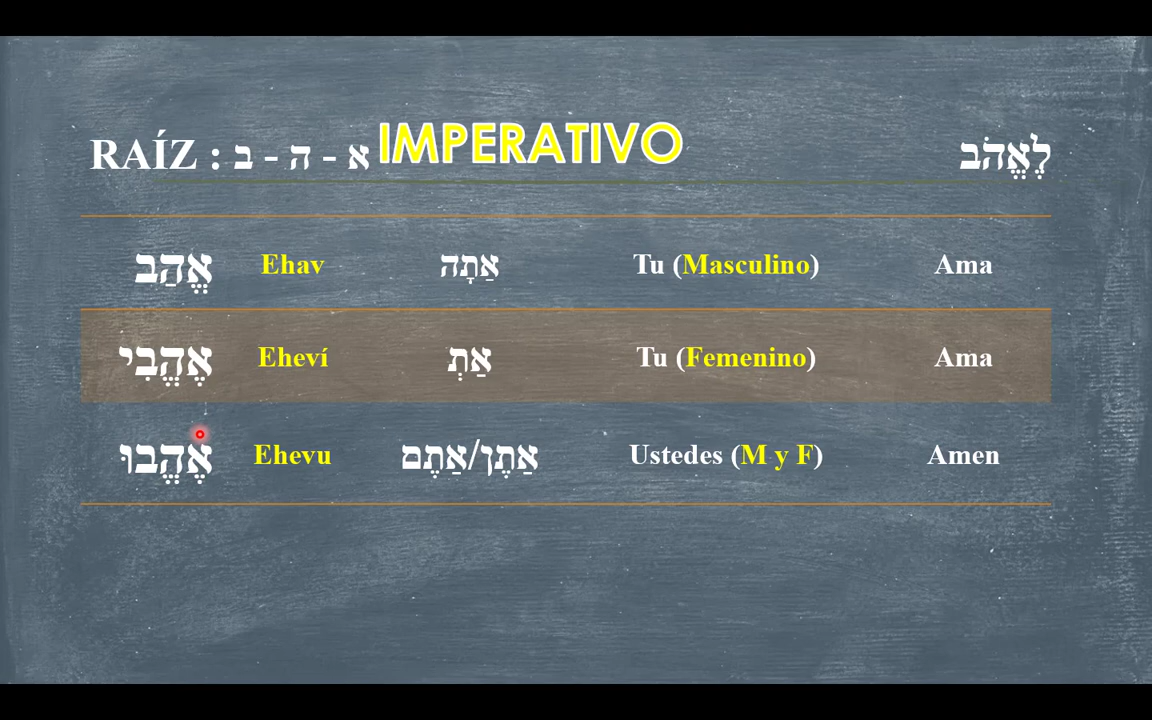 RAÍZ : א - ה - ב IMPERATIVO לֶאֱהֹב
אֱהַב Ehav אַתָה Tu (Masculino) Ama
אֶהֱבִי Eheví אַתְ Tu (Femenino) Ama
אֶהֱבוּ Ehevu אַתֶן/אַתֶם Ustedes (M y F) Amen